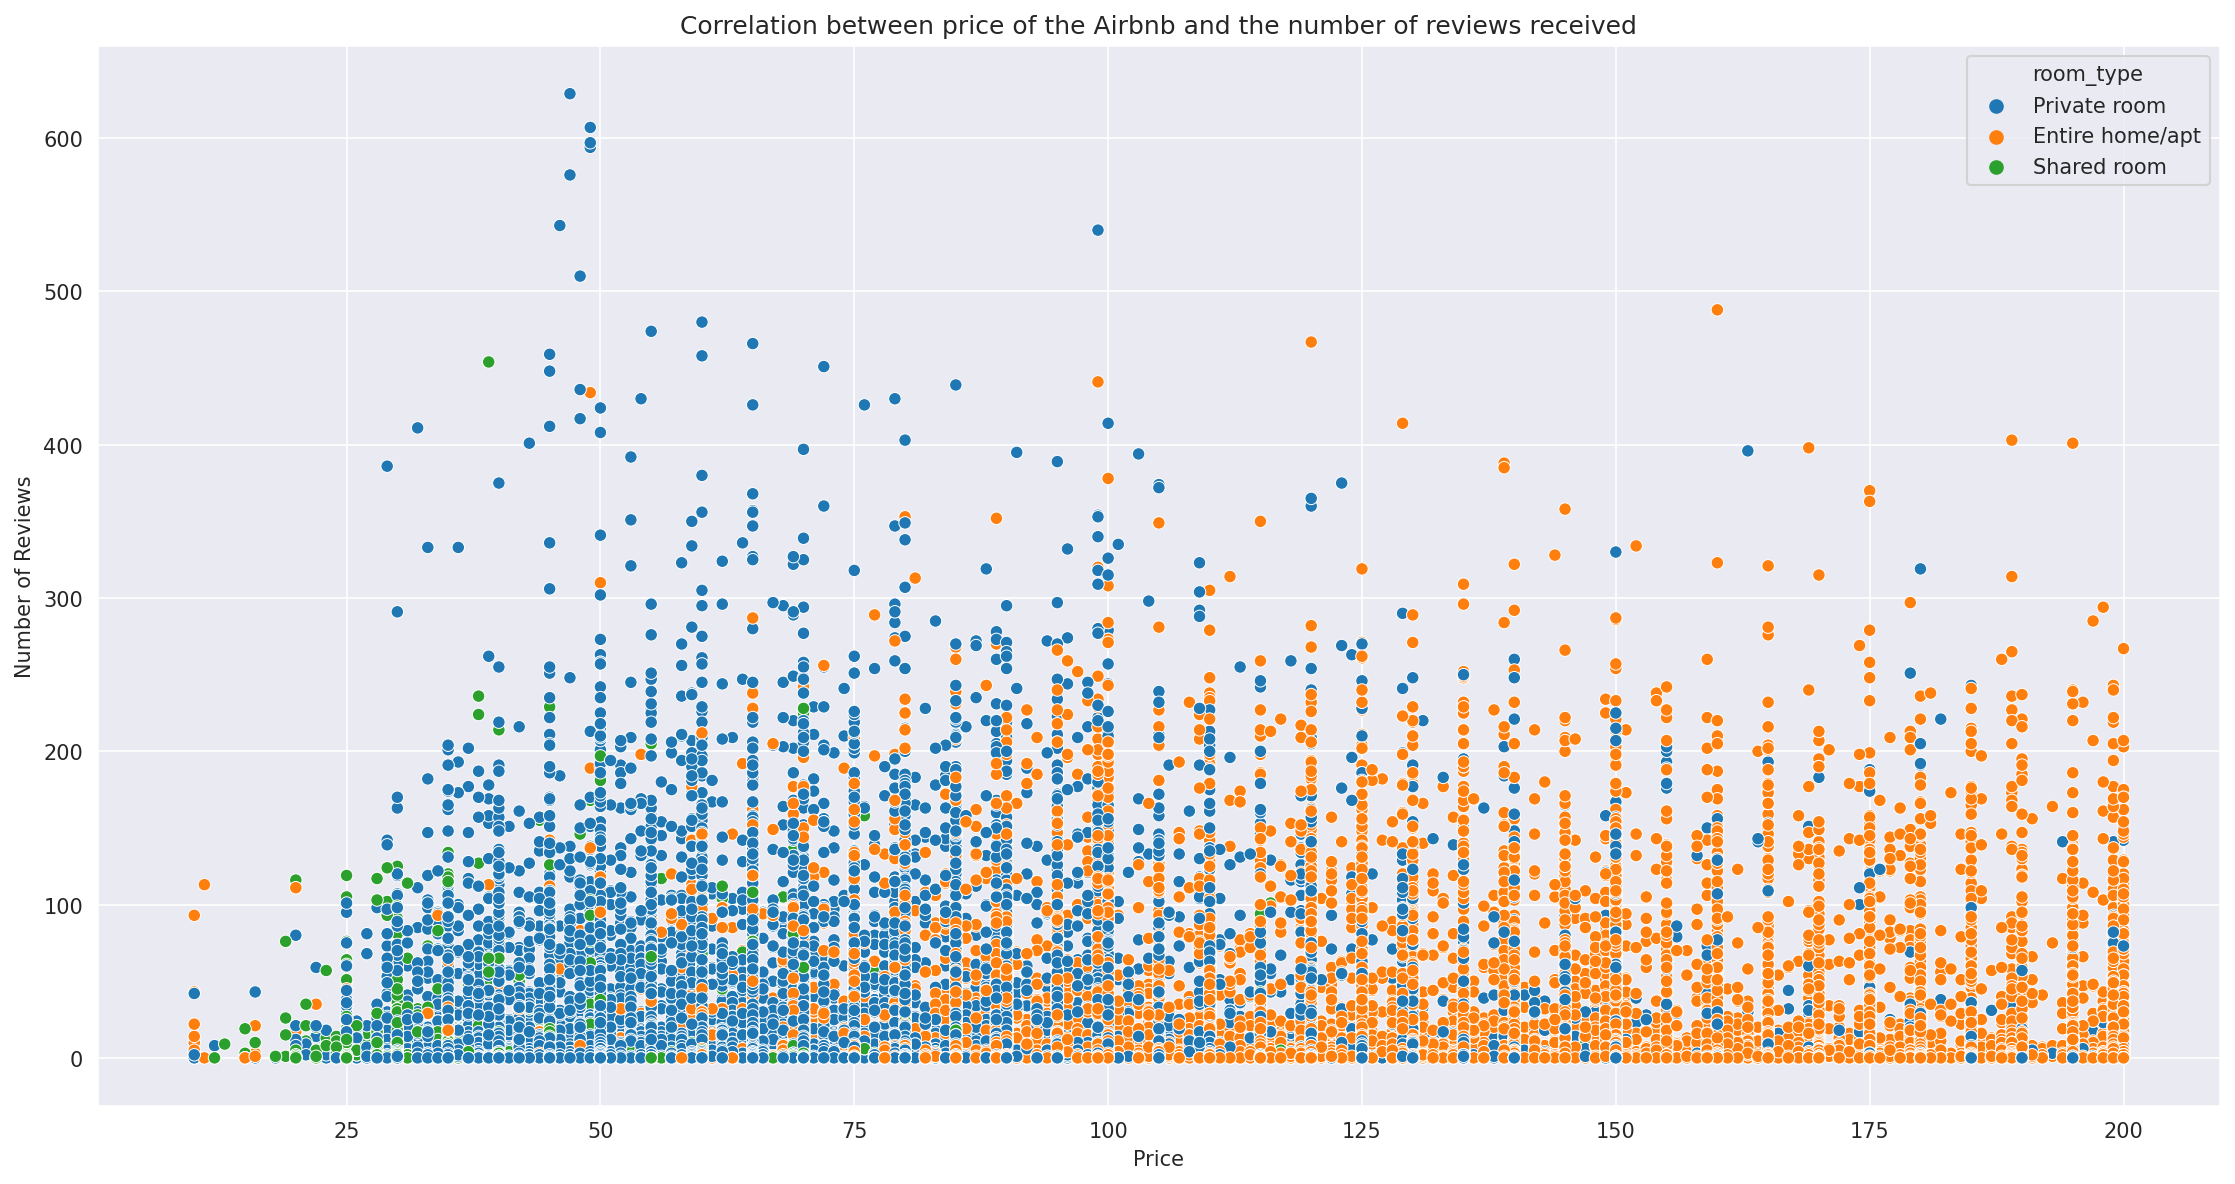 Correlation between price of the Airbnb and the number of reviews received
room_type
Private room
Entire home/apt
Shared room
Number of Reviews
600
500
400
300
200
100
0
25 50 75 100 125 150 175 200
Price